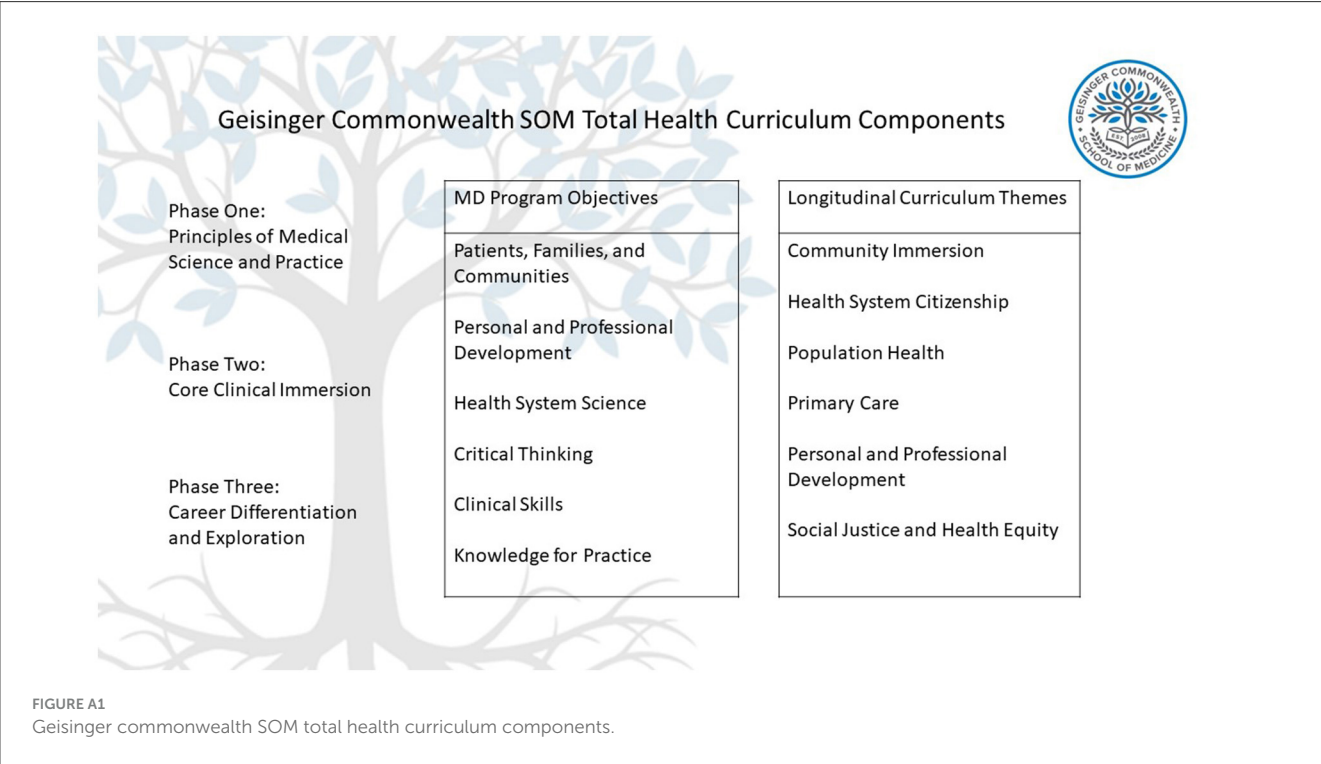 Geisinger Commonwealth SOM Total Health Curriculum Components
GEISINGER COMMONWEALTH
SCHOOL OF MEDICINE
EST. 2008
Phase One:
Principles of Medical
Science and Practice
Phase Two:
Core Clinical Immersion
Phase Three:
Career Differentiation
and Exploration
MD Program Objectives
Patients, Families, and
Communities
Personal and Professional
Development
Health System Science
Critical Thinking
Clinical Skills
Knowledge for Practice
Longitudinal Curriculum Themes
Community Immersion
Health System Citizenship
Population Health
Primary Care
Personal and Professional
Development
Social Justice and Health Equity
FIGURE A1
Geisinger commonwealth SOM total health curriculum components.